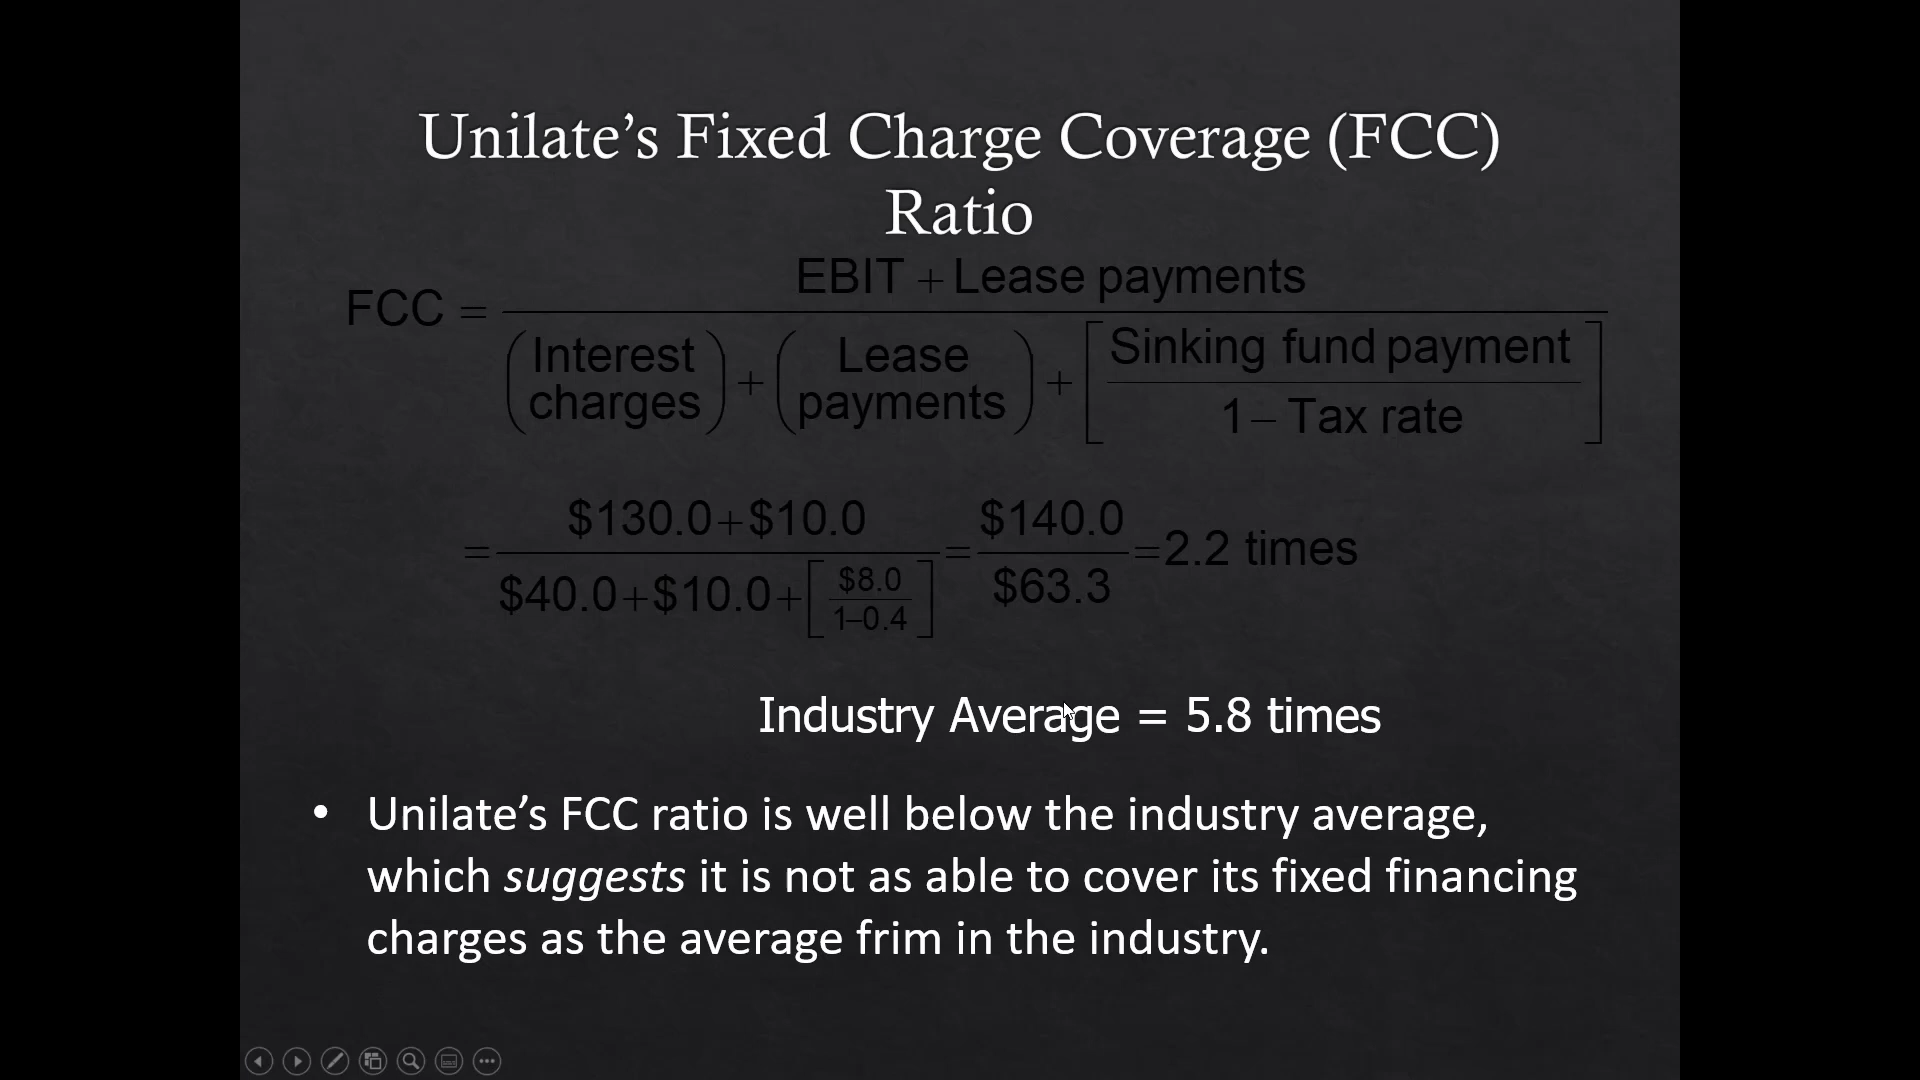 Unilate’s Fixed Charge Coverage (FCC)
Ratio
EBIT + Lease payments
FCC =
(Interest charges) + (Lease payments) + [Sinking fund payment / 1 – Tax rate]
= $130.0+$10.0 / $40.0+$10.0+[$8.0 / 1–0.4] = $140.0 / $63.3 = 2.2 times
Industry Average = 5.8 times
• Unilate’s FCC ratio is well below the industry average,
which suggests it is not as able to cover its fixed financing
charges as the average frim in the industry.